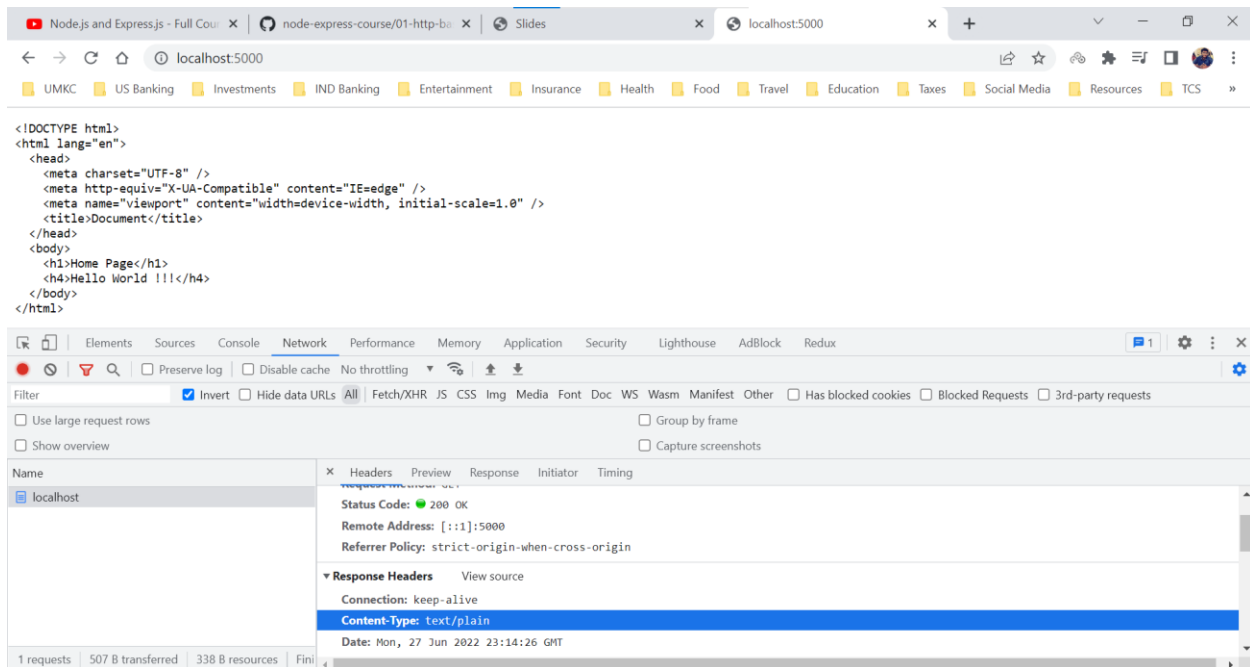 Node.js and Express.js - Full Cour
node-express-course/01-http-ba
Slides
localhost:5000
localhost:5000
UMKC US Banking Investments IND Banking Entertainment Insurance Health Food Travel Education Taxes Social Media Resources TCS »
<!DOCTYPE html>
<html lang="en">
<head>
<meta charset="UTF-8" />
<meta http-equiv="X-UA-Compatible" content="IE=edge" />
<meta name="viewport" content="width=device-width, initial-scale=1.0" />
<title>Document</title>
</head>
<body>
<h1>Home Page</h1>
<h4>Hello World !!!</h4>
</body>
</html>
Elements Sources Console Network Performance Memory Application Security Lighthouse AdBlock Redux 1
Preserve log Disable cache No throttling
Filter Invert Hide data URLs All Fetch/XHR JS CSS Img Media Font Doc WS Wasm Manifest Other Has blocked cookies Blocked Requests 3rd-party requests
Use large request rows Group by frame
Show overview Capture screenshots
Name Headers Preview Response Initiator Timing
localhost
Request Method: GET
Status Code: 200 OK
Remote Address: [::1]:5000
Referrer Policy: strict-origin-when-cross-origin
Response Headers View source
Connection: keep-alive
Content-Type: text/plain
Date: Mon, 27 Jun 2022 23:14:26 GMT
1 requests 507 B transferred 338 B resources Fini